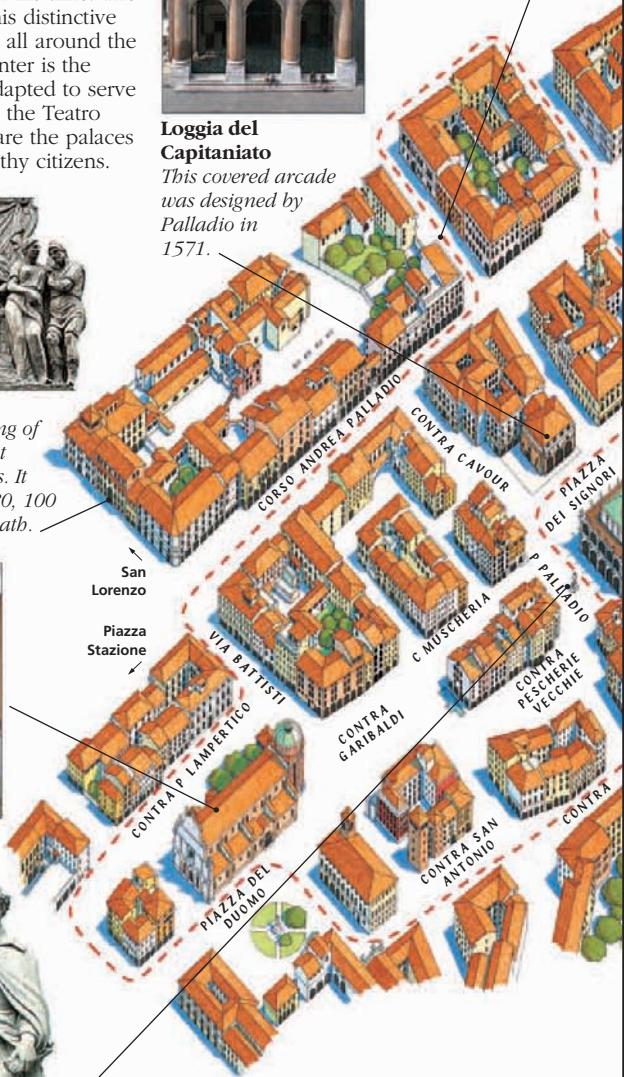 his distinctive
all around the
nter is the
dapted to serve
the Teatro
are the palaces
thy citizens.
Loggia del
Capitaniato
This covered arcade
was designed by
Palladio in
1571.
ng of
t
s. It
30, 100
ath.
San
Lorenzo
Piazza
Stazione
CORSO ANDREA PALLADIO
CONTRA CAVOUR
PIAZZA
DEI SIGNORI
P PALLADIO
C MUSCHERIA
CONTRA
PESCHERIE
VECCHIE
VIA BATTISTI
CONTRA
GARIBALDI
CONTRA P LAMPERTICO
CONTRA SAN
ANTONIO
CONTRA
PIAZZA DEL
DUOMO